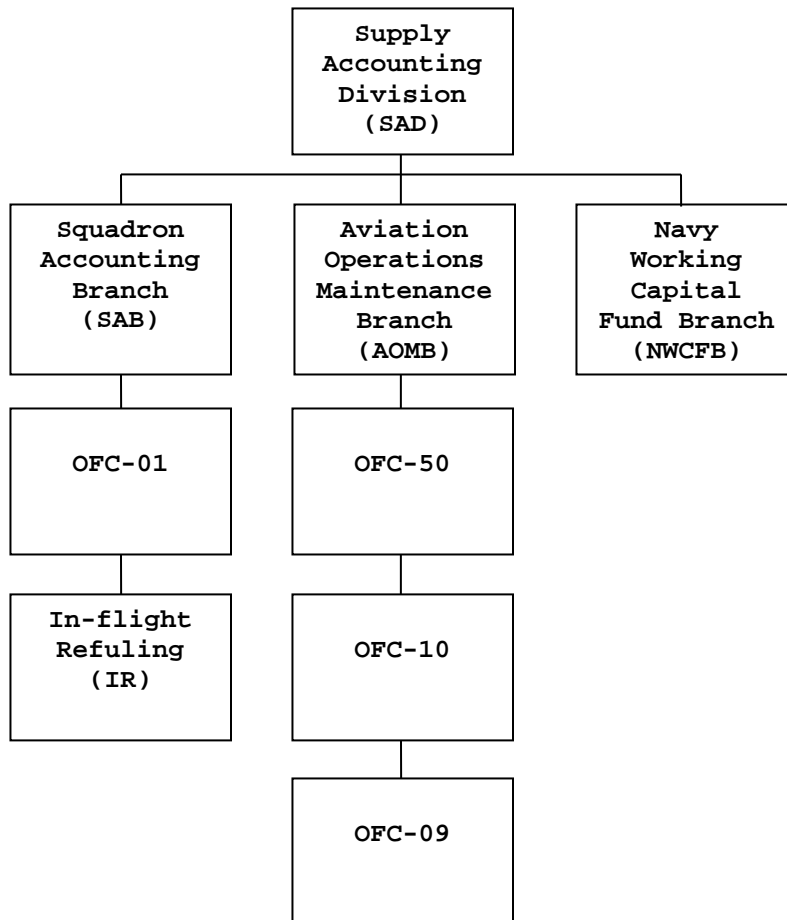 Supply
Accounting
Division
(SAD)
Squadron
Accounting
Branch
(SAB)
Aviation
Operations
Maintenance
Branch
(AOMB)
Navy
Working
Capital
Fund Branch
(NWCFB)
OFC-01
OFC-50
In-flight
Refuling
(IR)
OFC-10
OFC-09